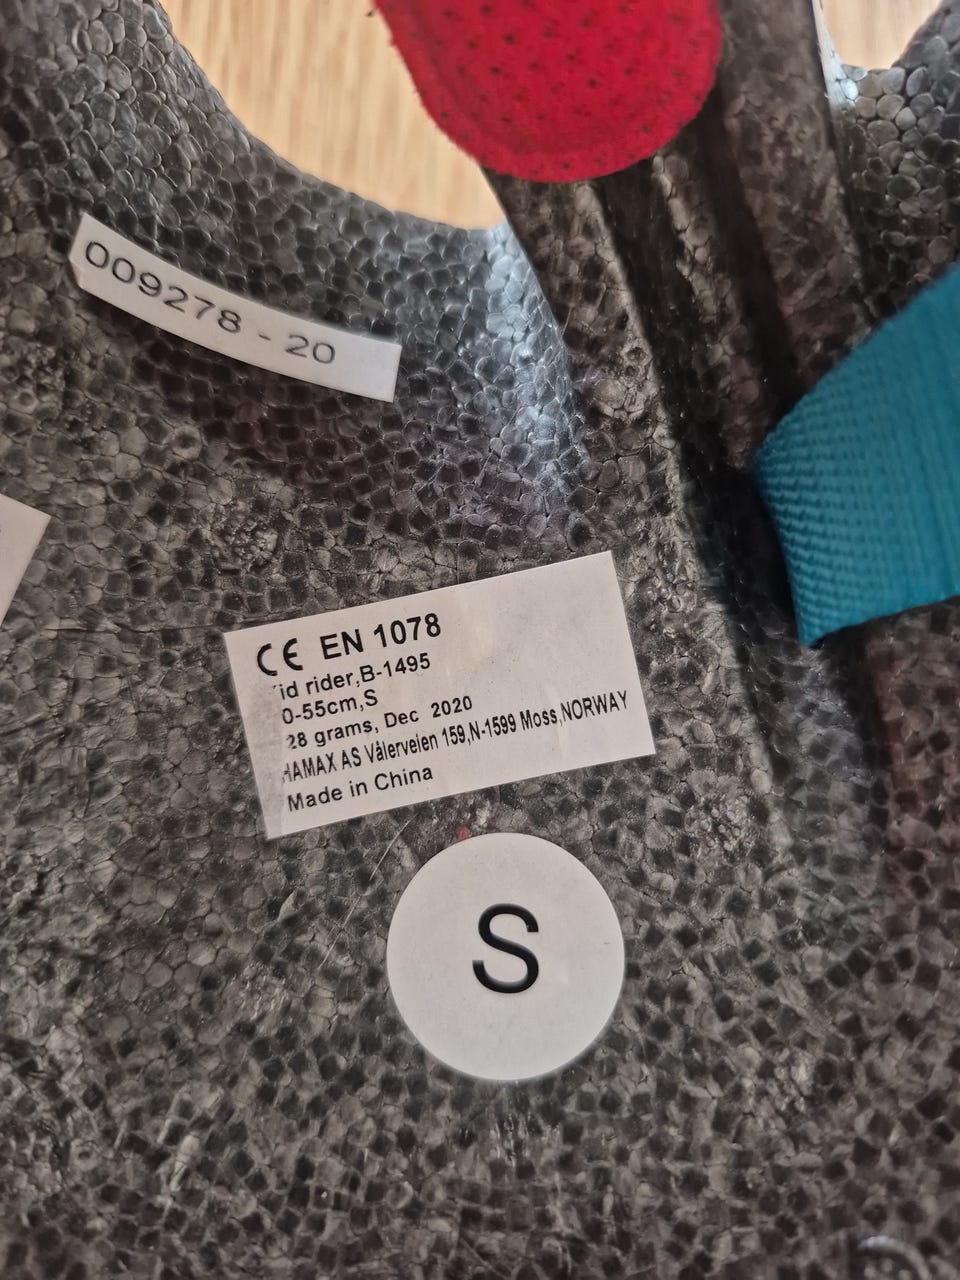 009278 - 20
CE EN 1078
id rider,B-1495
0-55cm,S
28 grams, Dec 2020
HAMAX AS Vålerveien 159,N-1599 Moss,NORWAY
Made in China
S